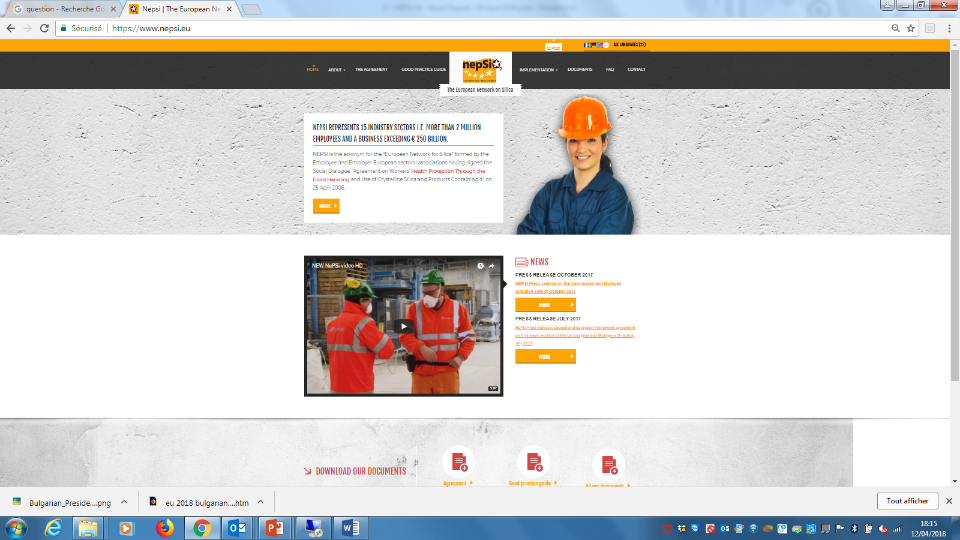 question - Recherche Go
Nepsi | The European Ne
Sécurisé
https://www.nepsi.eu
HOME
ABOUT
THE AGREEMENT
GOOD PRACTICE GUIDE
nepSi
The European Network on Silica
IMPLEMENTATION
DOCUMENTS
FAQ
CONTACT
NEPSI REPRESENTS 15 INDUSTRY SECTORS I.E. MORE THAN 2 MILLION
EMPLOYEES AND A BUSINESS EXCEEDING € 250 BILLION.
NEPSI is the acronym for the "European Network for Silica" formed by the
Employee and Employer European sectoral associations having signed the
Social Dialogue "Agreement on Workers' Health Protection Through the
Good Handling and Use of Crystalline Silica and Products Containing it" on
25 April 2006.
MORE
NEW NePSi video HD
NEWS
PRESS RELEASE OCTOBER 2017
MORE
PRESS RELEASE JULY 2017
MORE
DOWNLOAD OUR DOCUMENTS
Agreement
Good practice guide
Bulgarian_Preside....png
eu 2018 bulgarian....htm
Tout afficher
18:15
12/04/2018